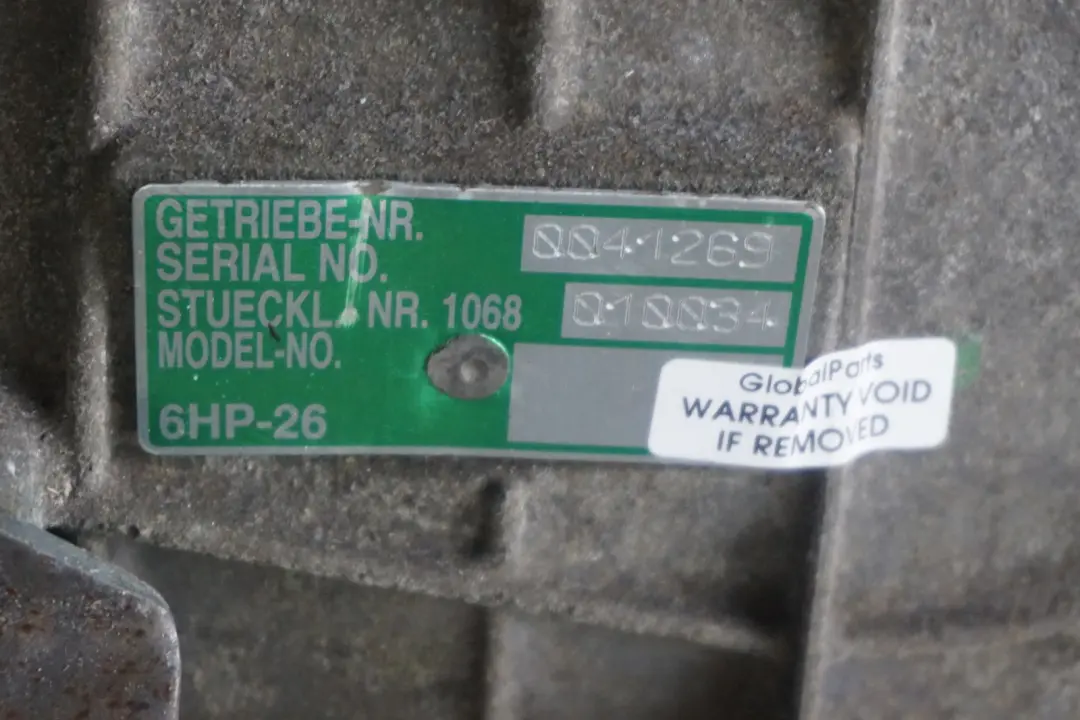 GETRIEBE-NR.
SERIAL NO. 0041269
STUECKL. NR. 1068 010034
MODEL-NO.
6HP-26
GlobalParts
WARRANTY VOID
IF REMOVED